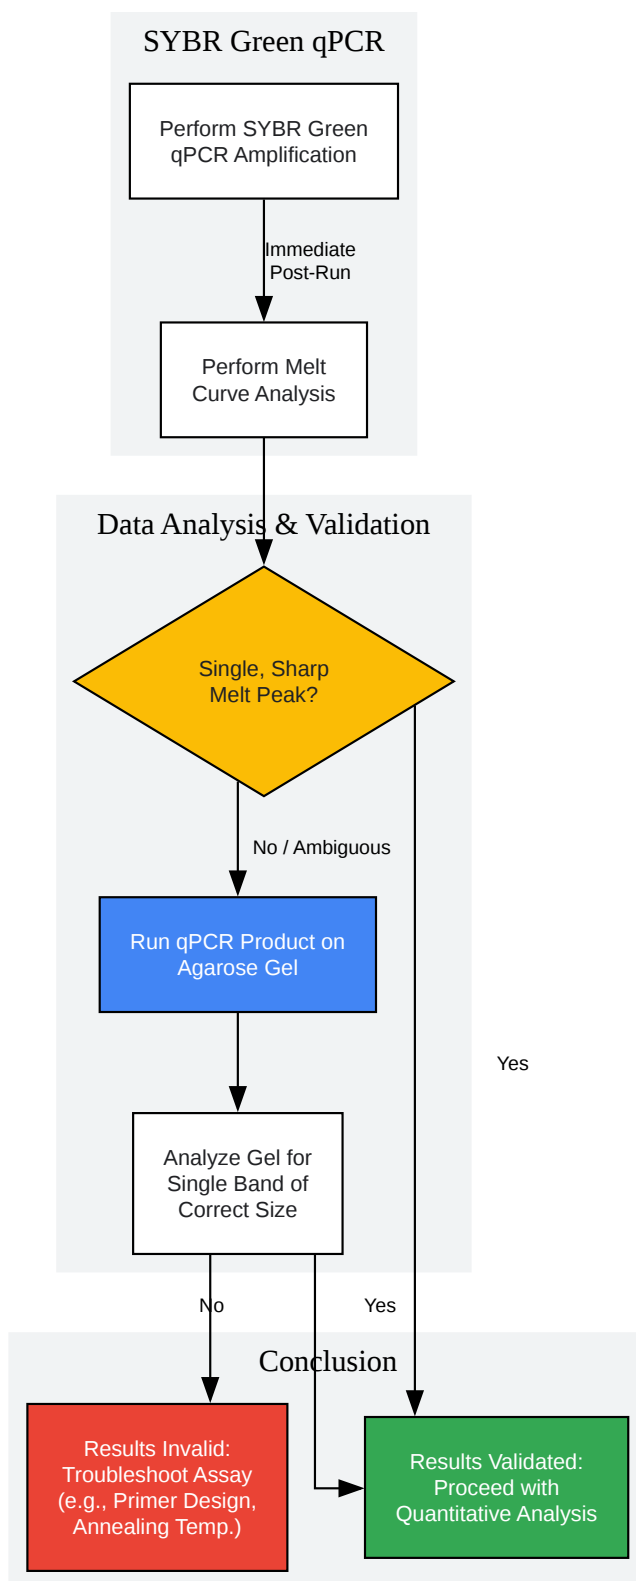 SYBR Green qPCR
Perform SYBR Green
qPCR Amplification
Immediate
Post-Run
Perform Melt
Curve Analysis
Data Analysis & Validation
Single, Sharp
Melt Peak?
No / Ambiguous
Run qPCR Product on
Agarose Gel
Yes
Analyze Gel for
Single Band of
Correct Size
No
Yes
Conclusion
Results Invalid:
Troubleshoot Assay
(e.g., Primer Design,
Annealing Temp.)
Results Validated:
Proceed with
Quantitative Analysis